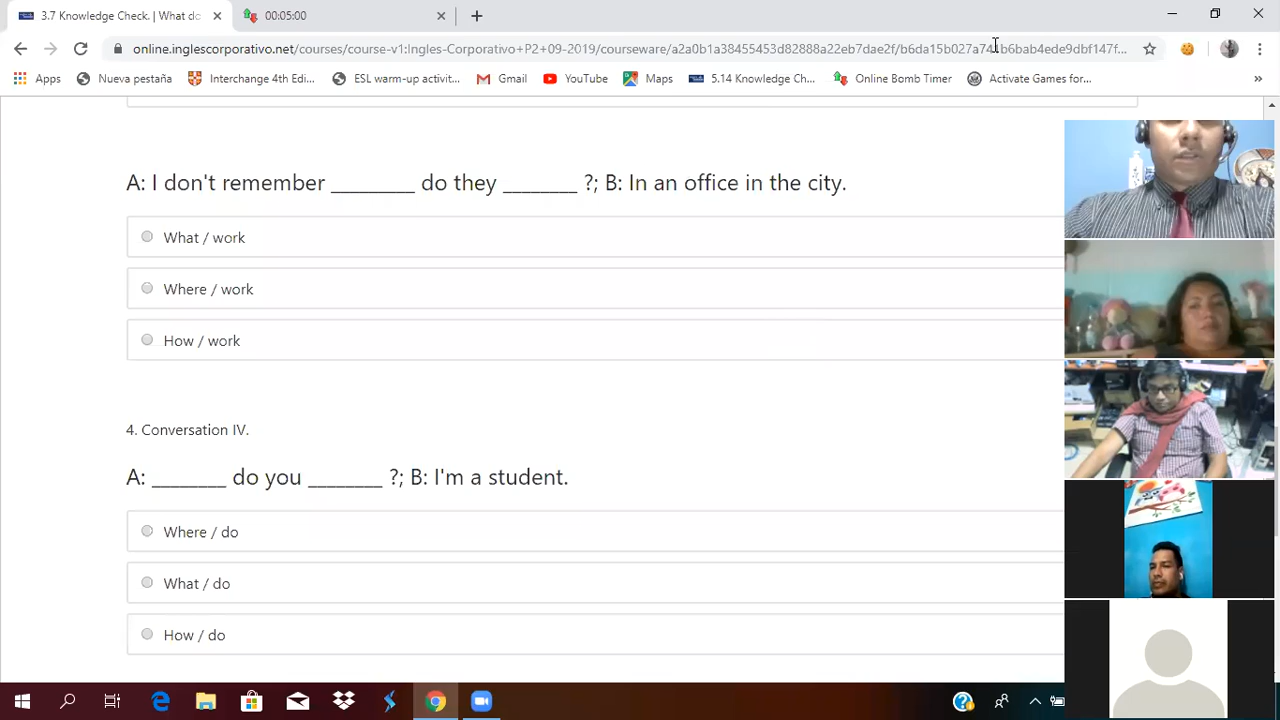 3.7 Knowledge Check. | What do
00:05:00
online.inglescorporativo.net/courses/course-v1:Ingles-Corporativo+P2+09-2019/courseware/
Apps
Nueva pestaña
Interchange 4th Edi...
ESL warm-up activit...
Gmail
YouTube
Maps
5.14 Knowledge Ch...
Online Bomb Timer
Activate Games for...
A: I don't remember ________ do they _______ ?; B: In an office in the city.
What / work
Where / work
How / work
4. Conversation IV.
A: _______ do you _______ ?; B: I'm a student.
Where / do
What / do
How / do